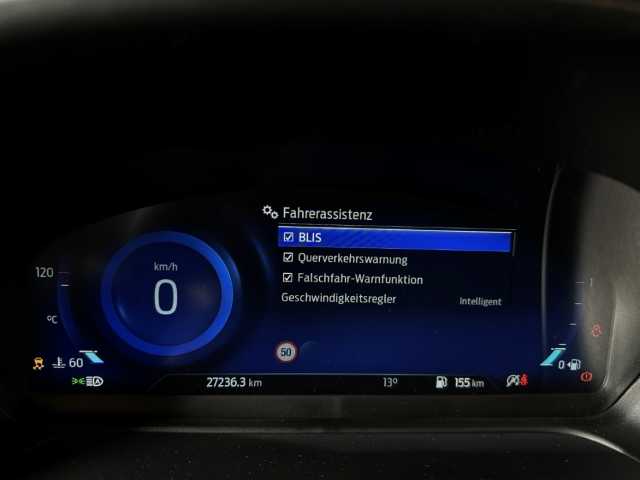 Fahrerassistenz
BLIS
Querverkehrswarnung
Falschfahr-Warnfunktion
Geschwindigkeitsregler Intelligent
km/h
0
120
°C
60
50
1
0
27236.3 km 13° 155 km